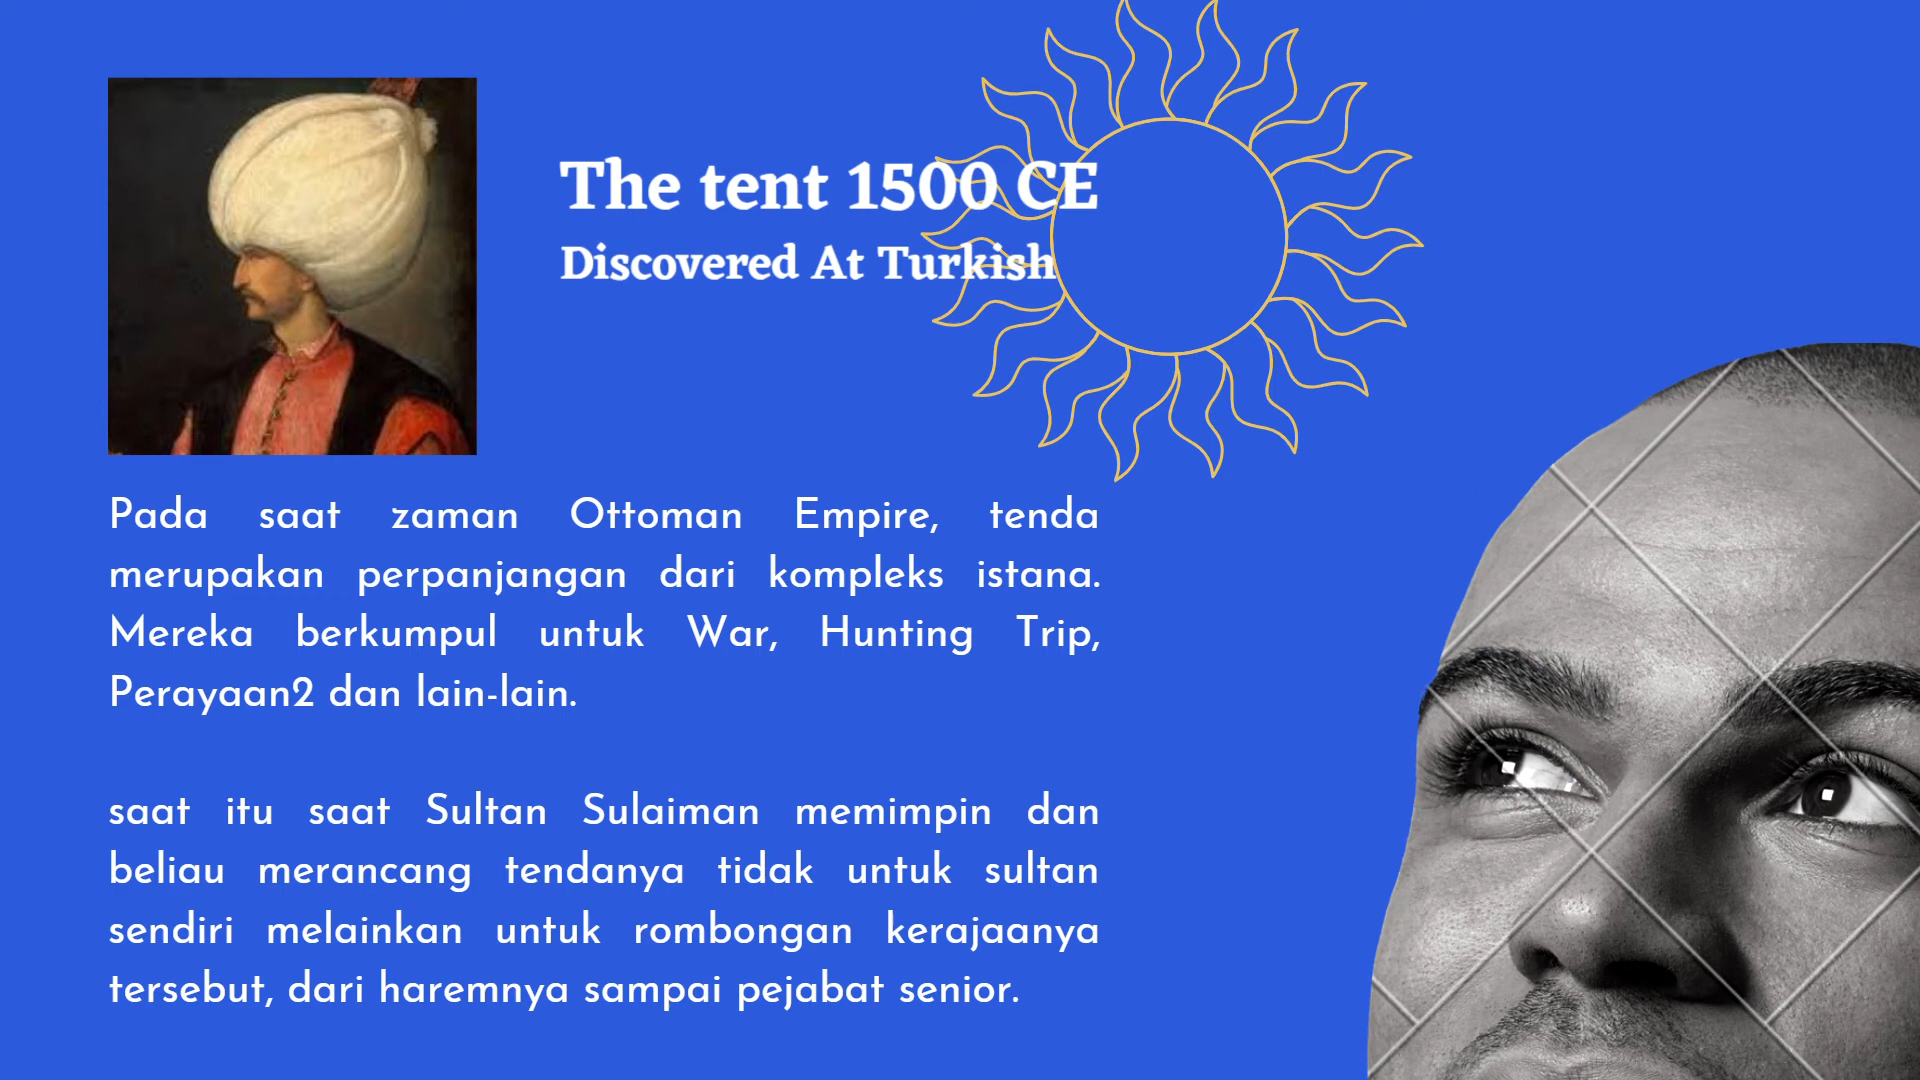 The tent 1500 CE
Discovered At Turkish
Pada saat zaman Ottoman Empire, tenda
merupakan perpanjangan dari kompleks istana.
Mereka berkumpul untuk War, Hunting Trip,
Perayaan2 dan lain-lain.
saat itu saat Sultan Sulaiman memimpin dan
beliau merancang tendanya tidak untuk sultan
sendiri melainkan untuk rombongan kerajaanya
tersebut, dari haremnya sampai pejabat senior.